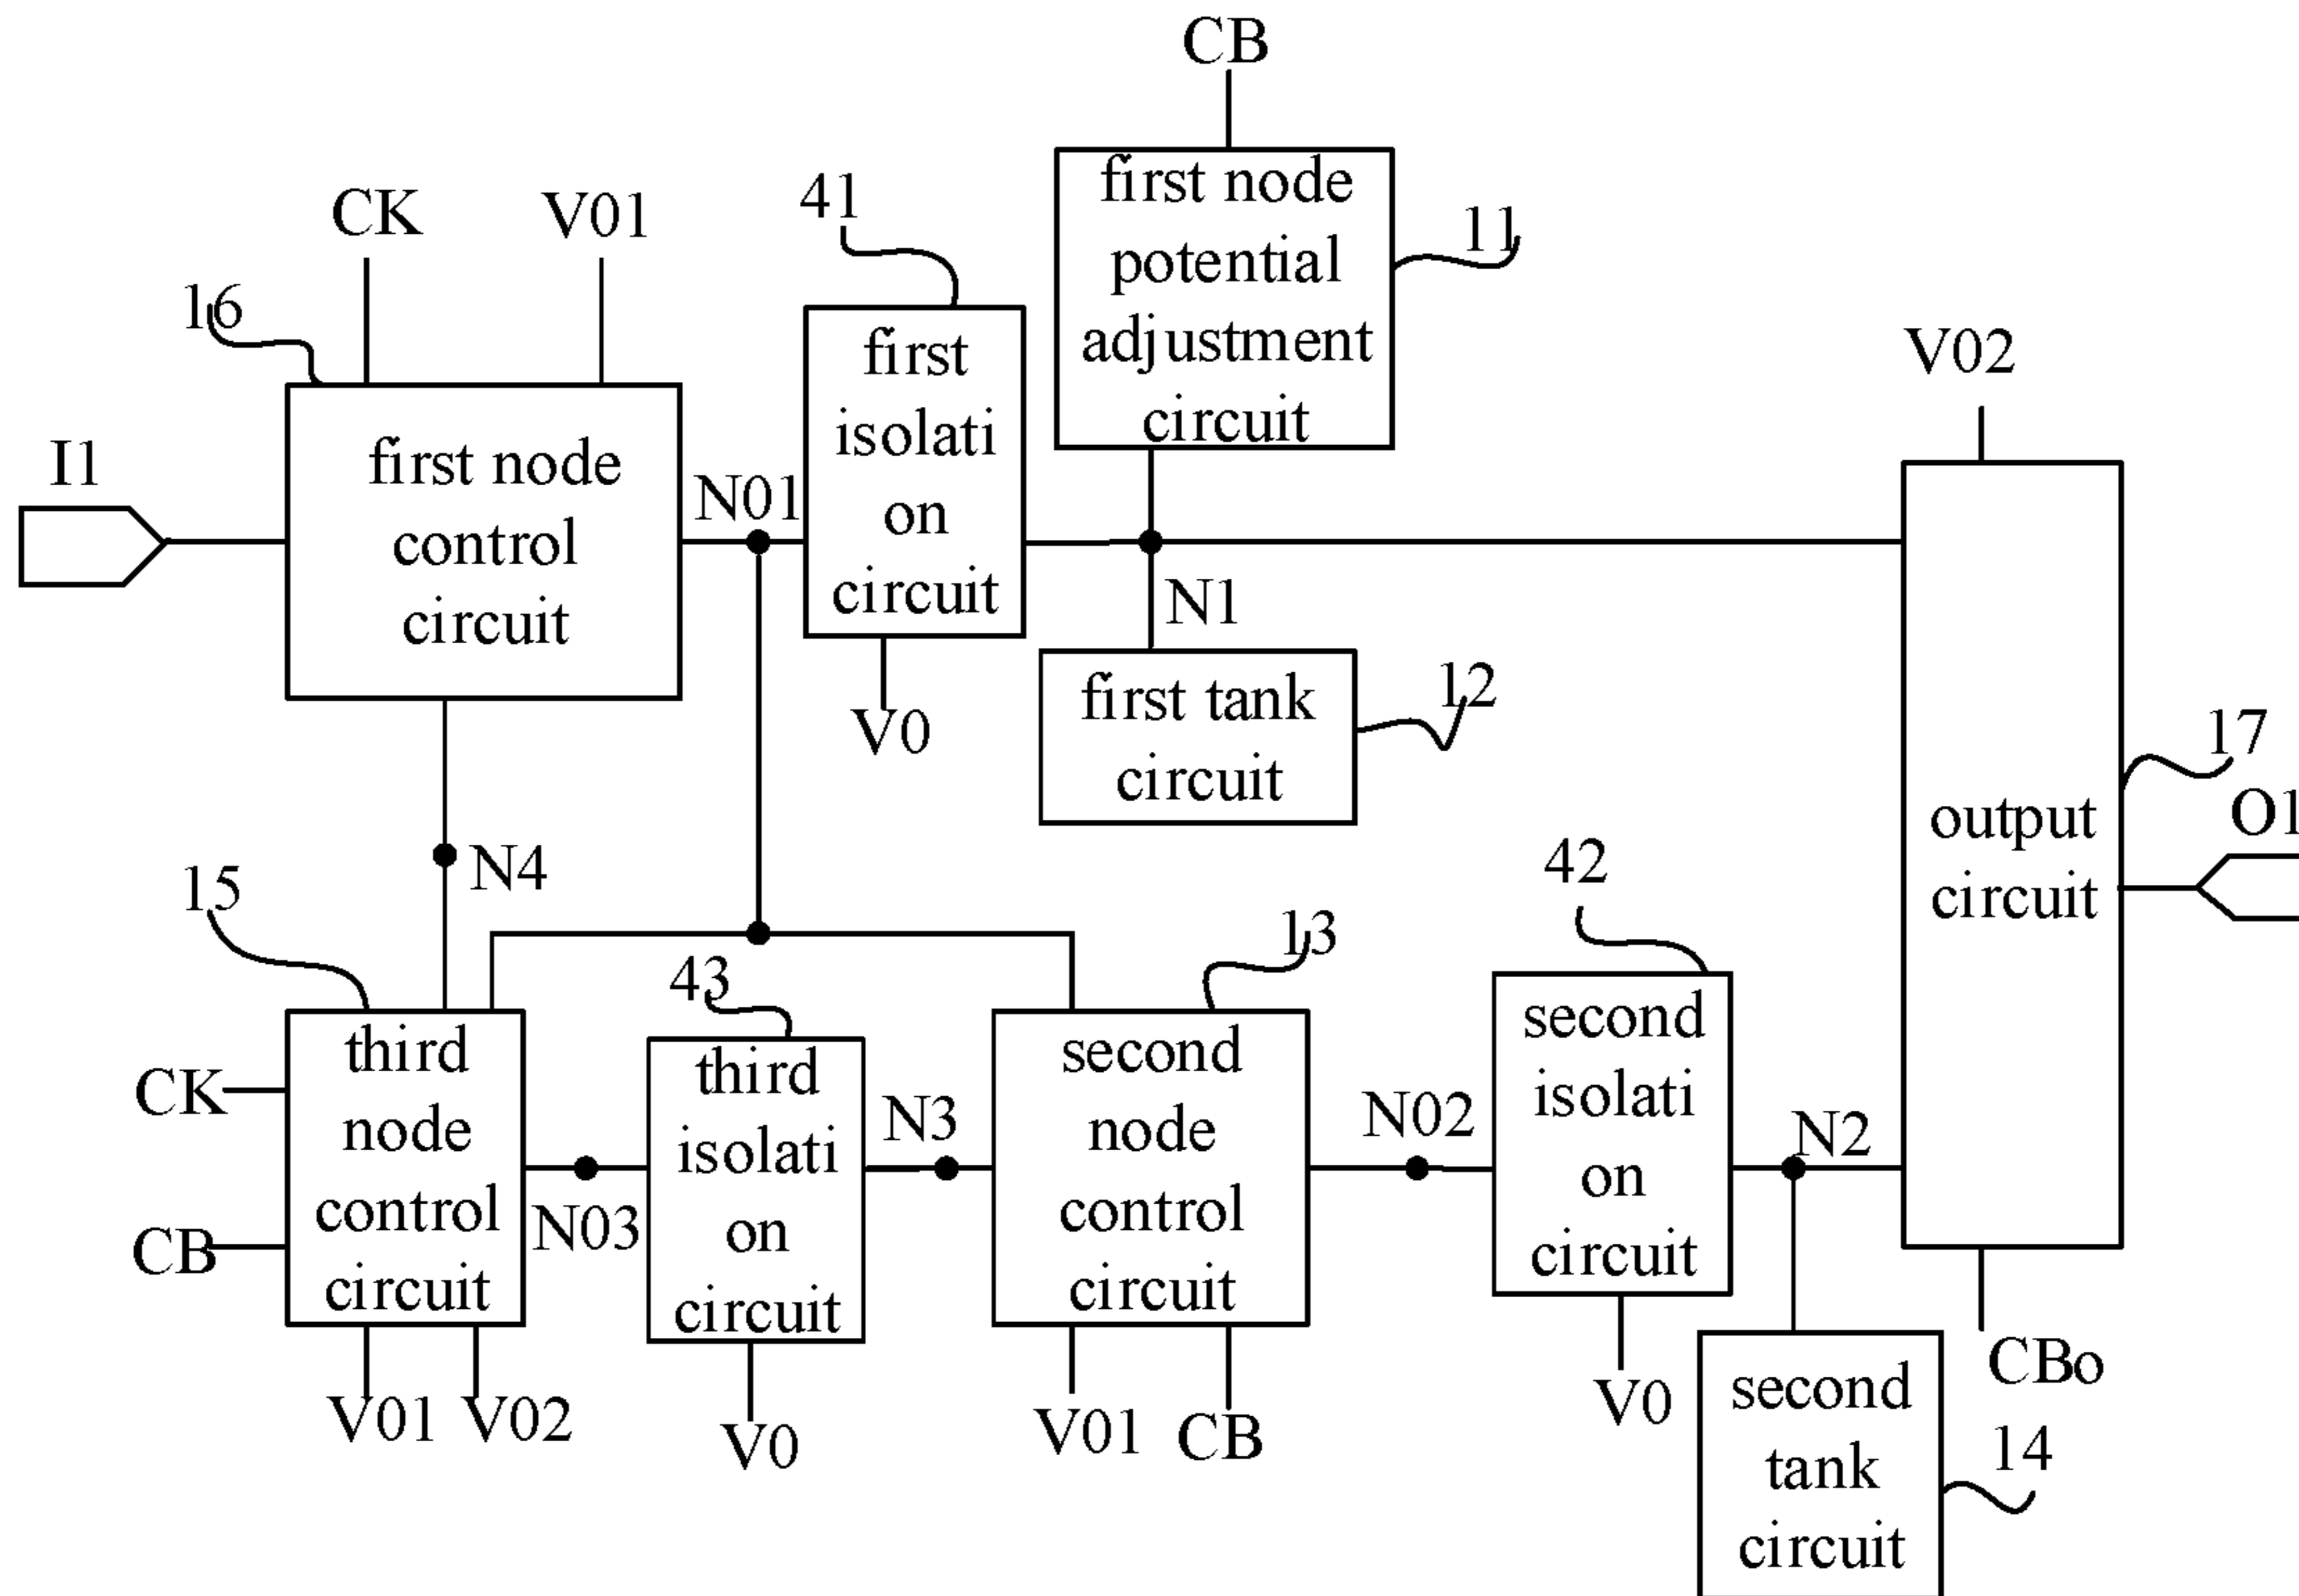 CB
first node
potential
adjustment
circuit
11
CK
V01
41
16
first
isolati
on
circuit
V02
I1
first node
control
circuit
N01
N1
V0
first tank
circuit
12
17
output
circuit
O1
N4
15
43
13
42
third
node
control
circuit
CK
CB
V01
V02
N03
third
isolati
on
circuit
V0
N3
second
node
control
circuit
V01
CB
N02
second
isolati
on
circuit
V0
N2
CBo
second
tank
circuit
14